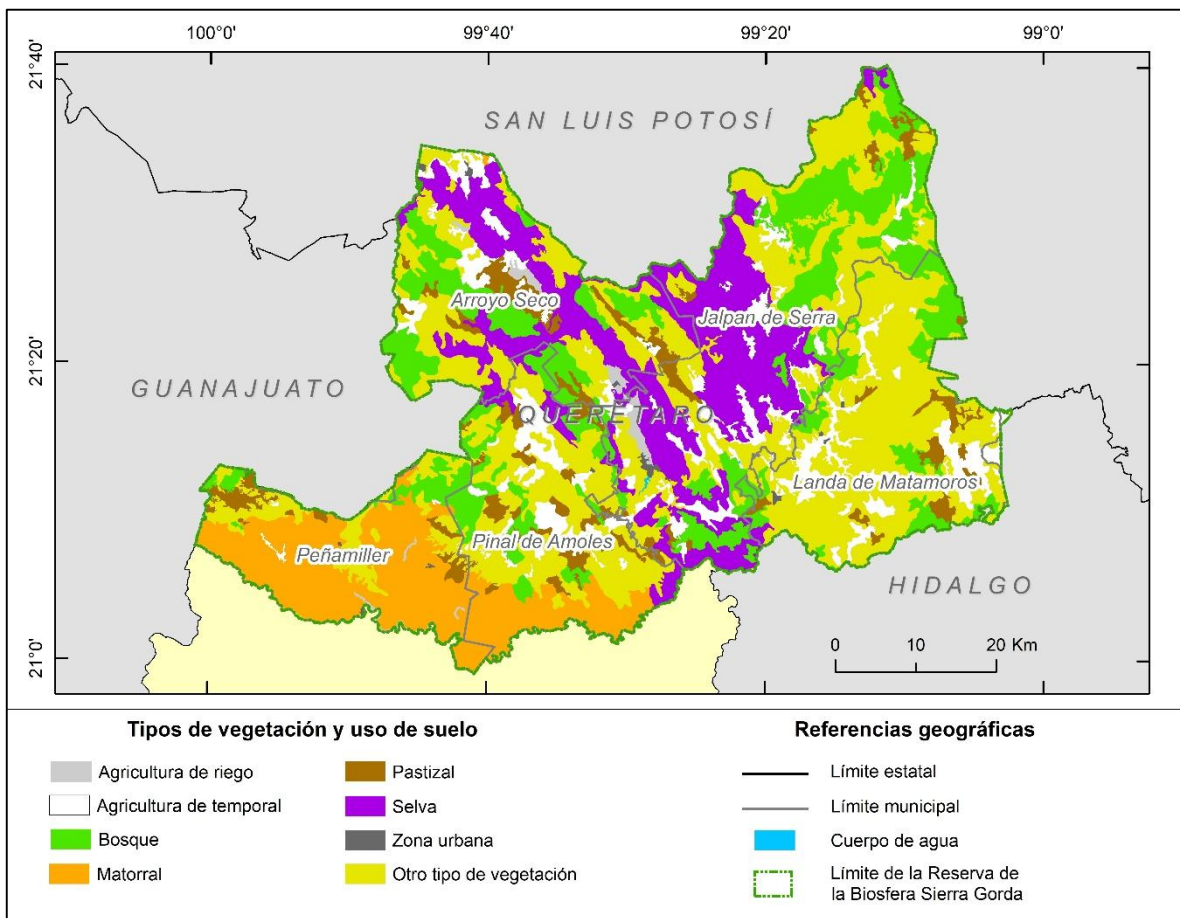 100°0' 99°40' 99°20' 99°0'
21°40'
SAN LUIS POTOSÍ
Arroyo Seco
Jalpan de Serra
21°20'
GUANAJUATO
QUERÉTARO
Landa de Matamoros
Peñamiller
Pinal de Amoles
HIDALGO
0 10 20 Km
21°0'
Tipos de vegetación y uso de suelo
Agricultura de riego
Agricultura de temporal
Bosque
Matorral
Pastizal
Selva
Zona urbana
Otro tipo de vegetación
Referencias geográficas
Límite estatal
Límite municipal
Cuerpo de agua
Límite de la Reserva de
la Biosfera Sierra Gorda